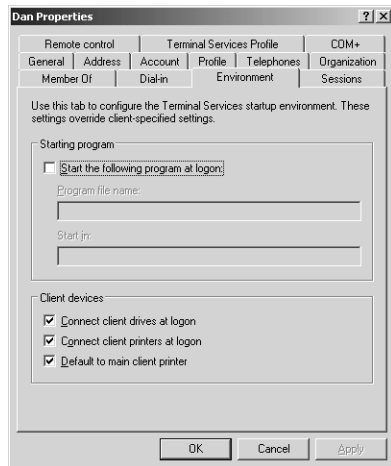 Dan Properties
Remote control Terminal Services Profile COM+
General Address Account Profile Telephones Organization
Member Of Dial-in Environment Sessions
Use this tab to configure the Terminal Services startup environment. These
settings override client-specified settings.
Starting program
Start the following program at logon:
Program file name:
Start in:
Client devices
Connect client drives at logon
Connect client printers at logon
Default to main client printer
OK Cancel Apply